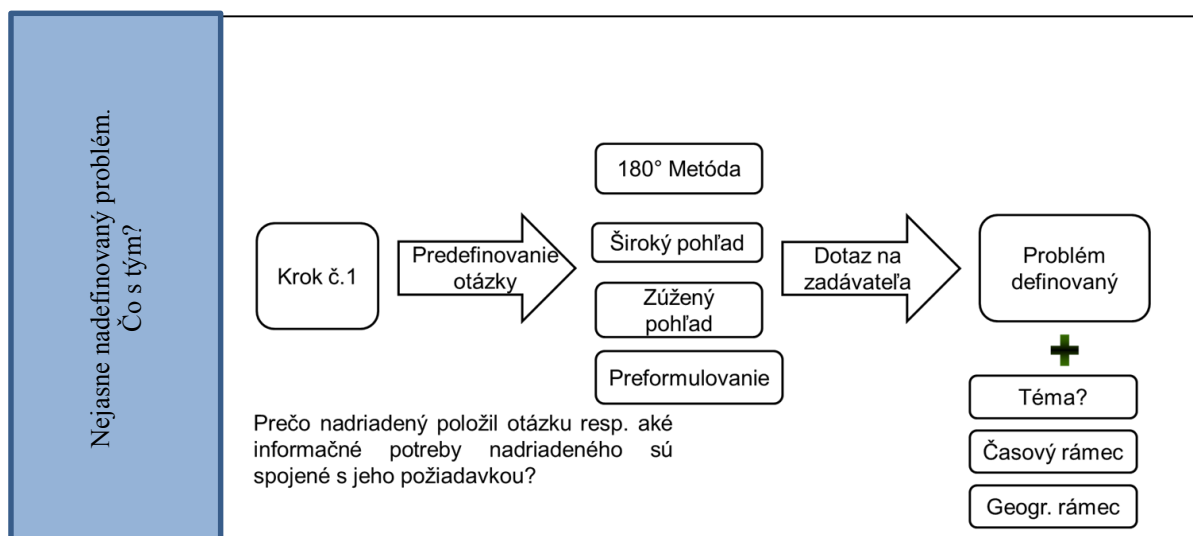 Nejasne nadefinovaný problém.
Čo s tým?
Krok č.1
Predefinovanie
otázky
180° Metóda
Široký pohľad
Zúžený
pohľad
Preformulovanie
Dotaz na
zadávateľa
Problém
definovaný
Téma?
Časový rámec
Geogr. rámec
Prečo nadriadený položil otázku resp. aké
informačné potreby nadriadeného sú
spojené s jeho požiadavkou?